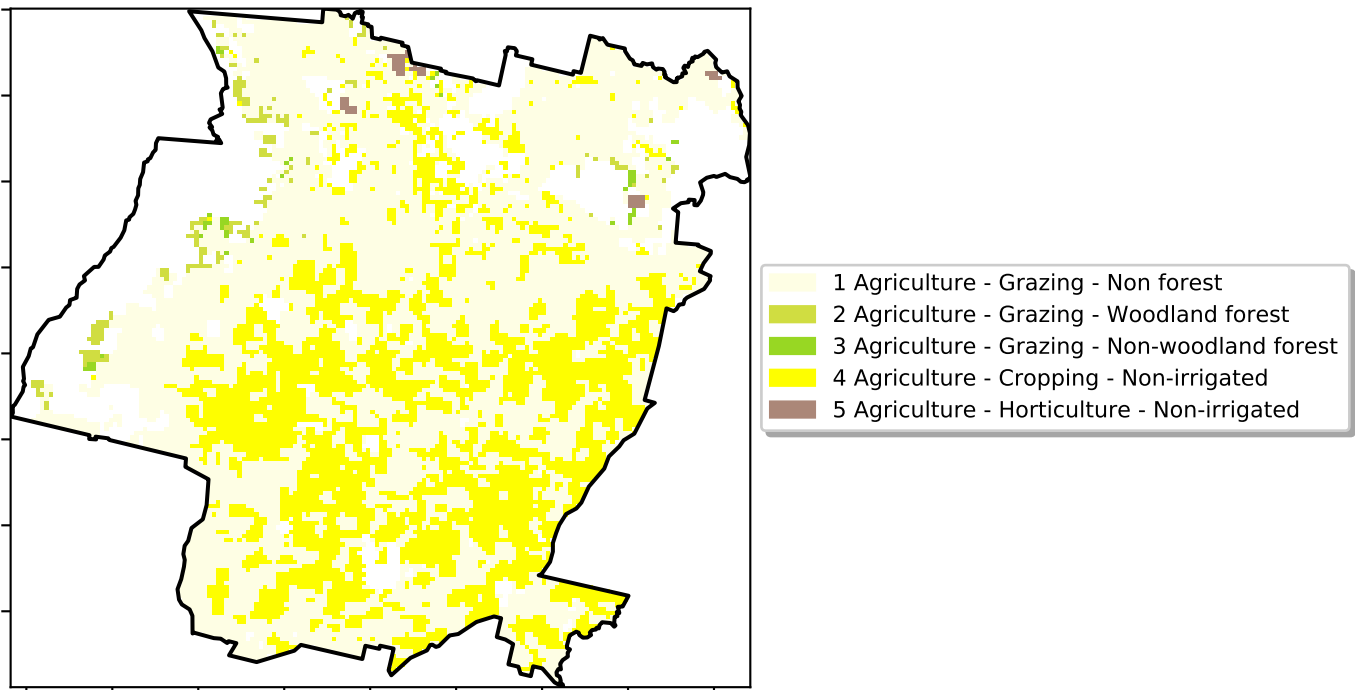 1 Agriculture - Grazing - Non forest
2 Agriculture - Grazing - Woodland forest
3 Agriculture - Grazing - Non-woodland forest
4 Agriculture - Cropping - Non-irrigated
5 Agriculture - Horticulture - Non-irrigated